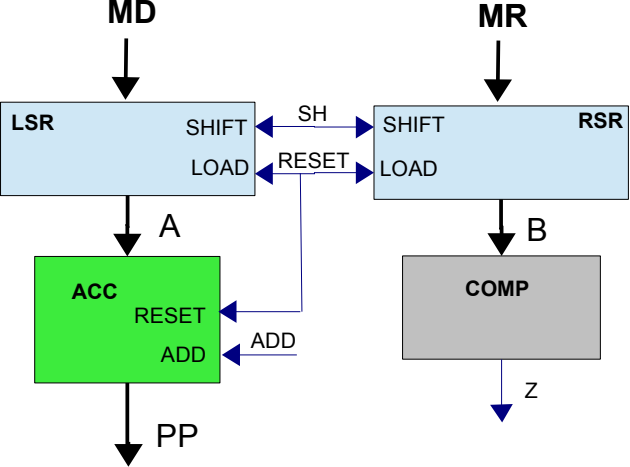 MD
MR
LSR
SHIFT
LOAD
SH
RESET
SHIFT
RSR
LOAD
A
B
ACC
RESET
ADD
ADD
COMP
Z
PP